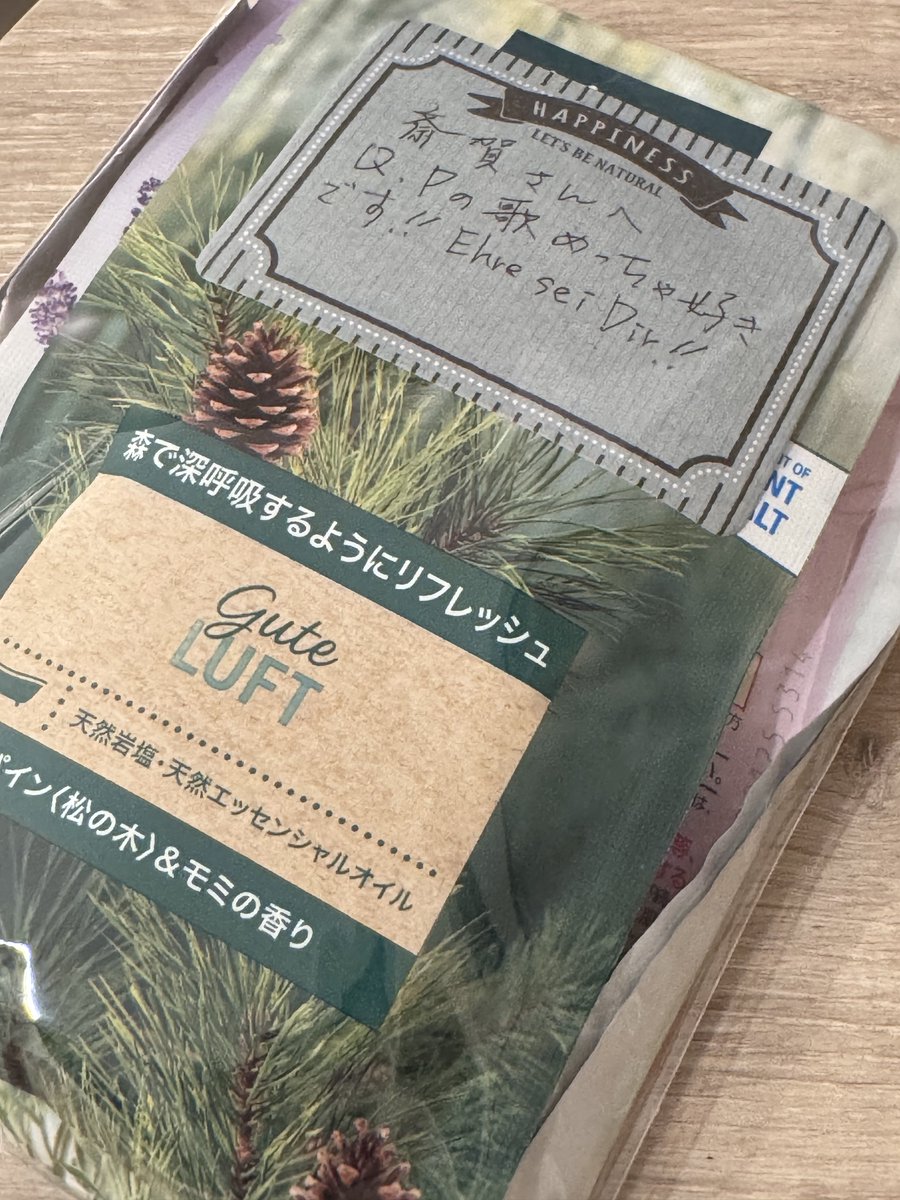 HAPPINESS
LET'S BE NATURAL
斎賀さんへ
Q.Dの歌めっちゃ好き
です!! Ehre sei Dir!!
森で深呼吸するようにリフレッシュ
Gute
LUFT
天然岩塩・天然エッセンシャルオイル
パイン〈松の木〉&モミの香り
OF
NT
LT